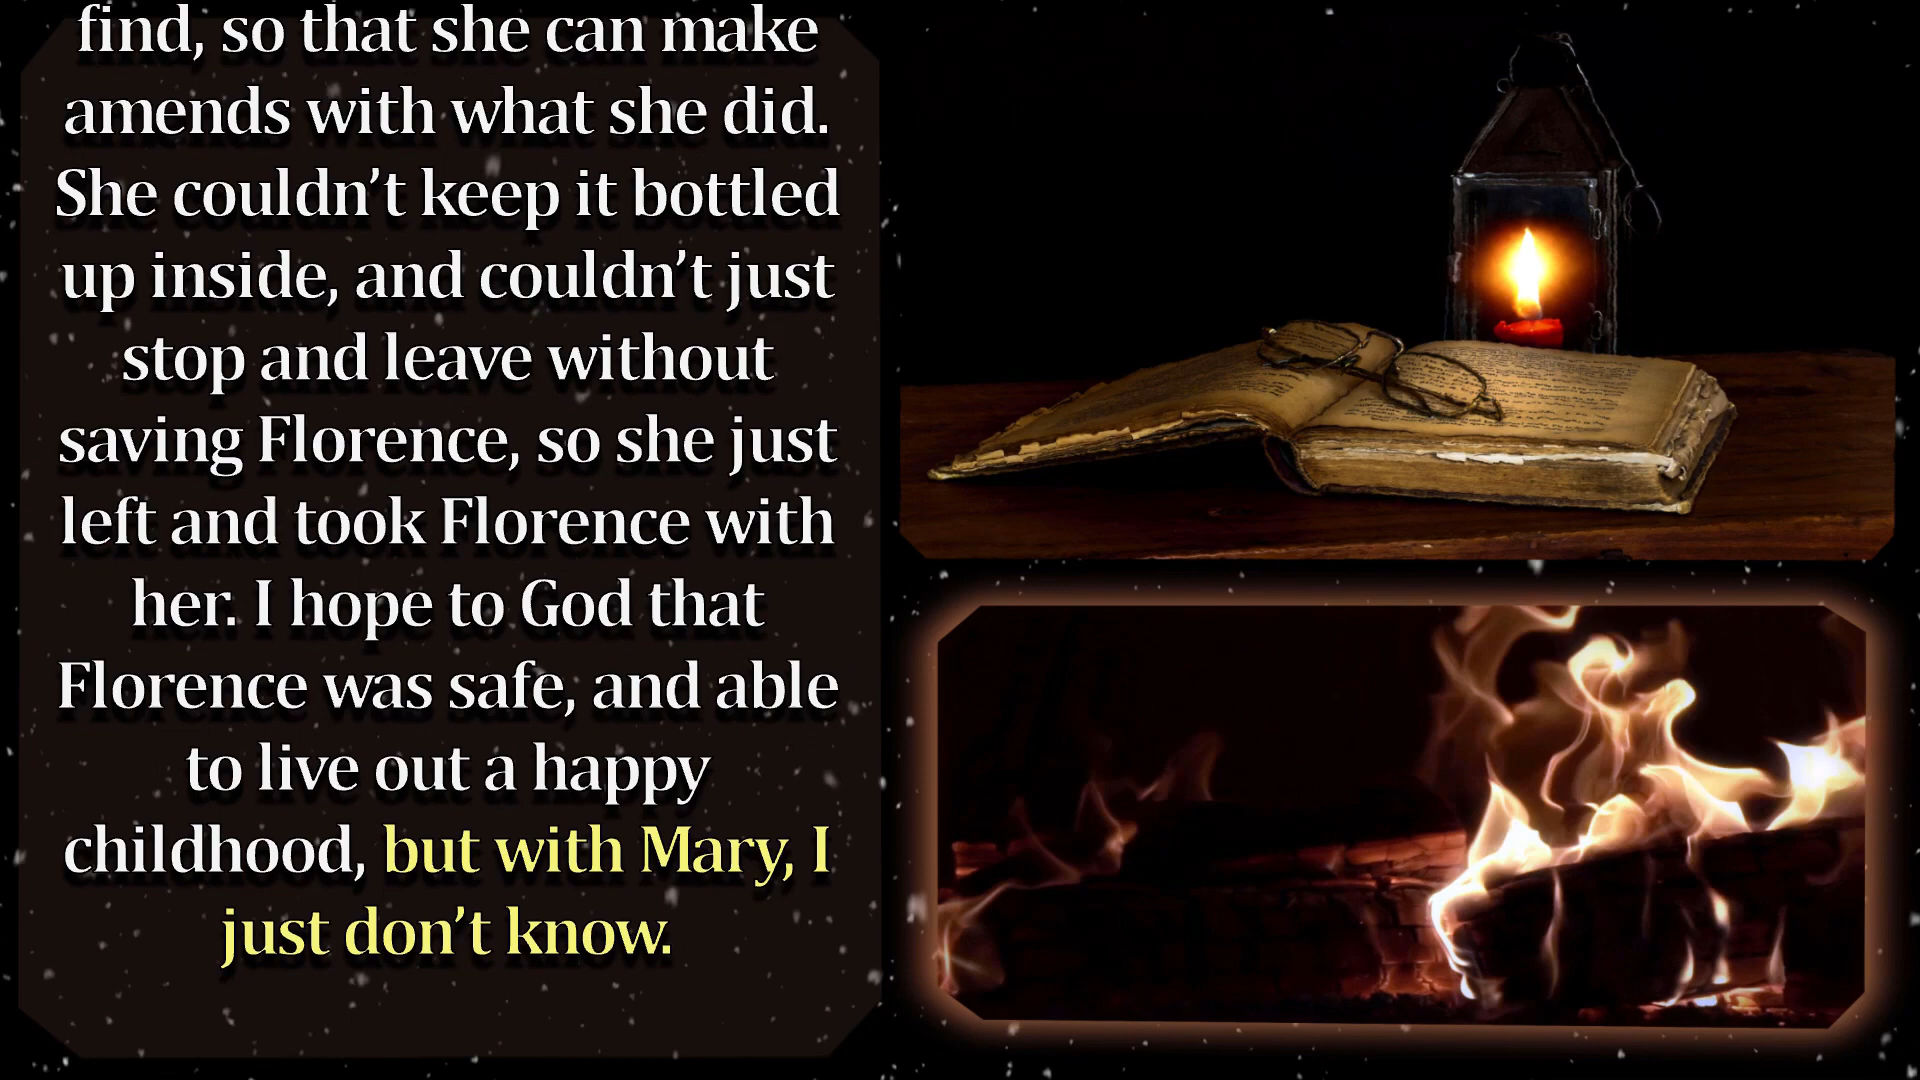 find, so that she can make
amends with what she did.
She couldn’t keep it bottled
up inside, and couldn’t just
stop and leave without
saving Florence, so she just
left and took Florence with
her. I hope to God that
Florence was safe, and able
to live out a happy
childhood, but with Mary, I
just don’t know.